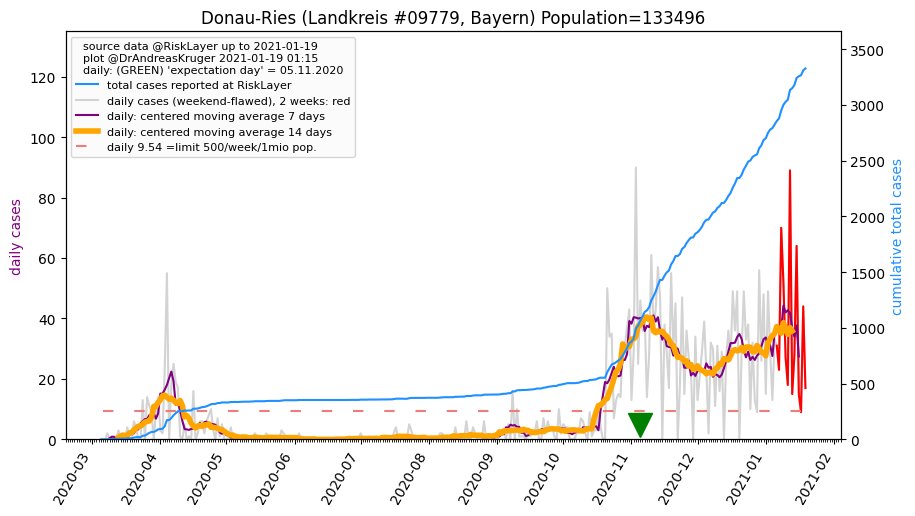 Donau-Ries (Landkreis #09779, Bayern) Population=133496
source data @RiskLayer up to 2021-01-19
plot @DrAndreasKruger 2021-01-19 01:15
daily: (GREEN) 'expectation day' = 05.11.2020
total cases reported at RiskLayer
daily cases (weekend-flawed), 2 weeks: red
daily: centered moving average 7 days
daily: centered moving average 14 days
daily 9.54 =limit 500/week/1mio pop.
daily cases
120
100
80
60
40
20
0
cumulative total cases
3500
3000
2500
2000
1500
1000
500
0
2020-03
2020-04
2020-05
2020-06
2020-07
2020-08
2020-09
2020-10
2020-11
2020-12
2021-01
2021-02